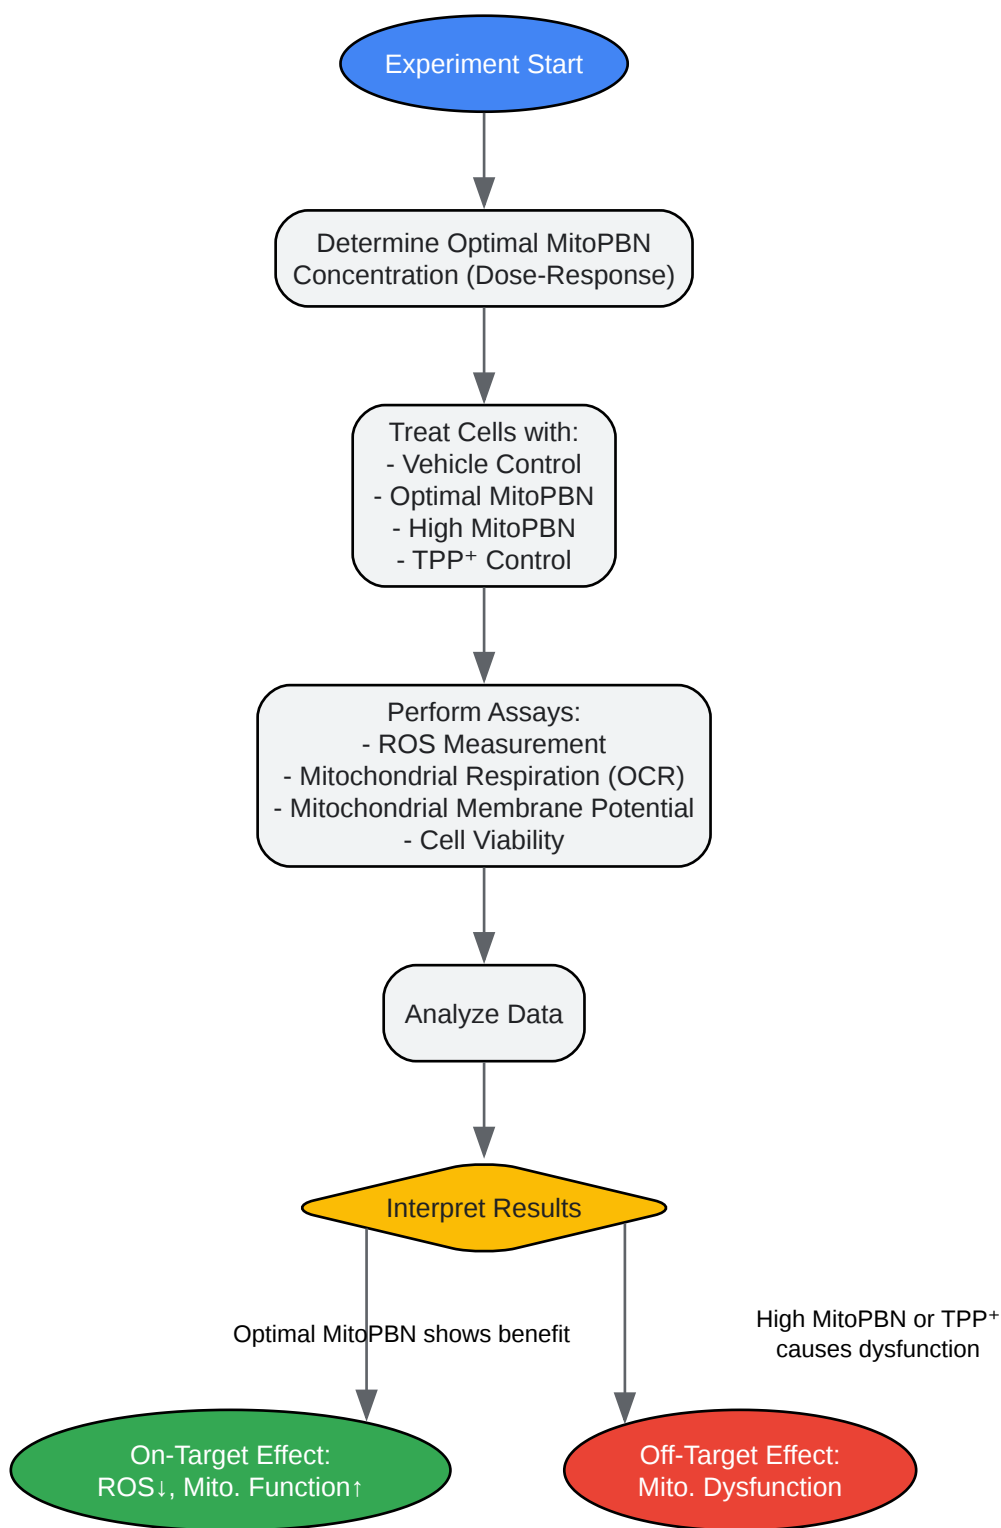 Experiment Start
Determine Optimal MitoPBN
Concentration (Dose-Response)
Treat Cells with:
- Vehicle Control
- Optimal MitoPBN
- High MitoPBN
- TPP⁺ Control
Perform Assays:
- ROS Measurement
- Mitochondrial Respiration (OCR)
- Mitochondrial Membrane Potential
- Cell Viability
Analyze Data
Interpret Results
Optimal MitoPBN shows benefit
High MitoPBN or TPP⁺
causes dysfunction
On-Target Effect:
ROS↓, Mito. Function↑
Off-Target Effect:
Mito. Dysfunction